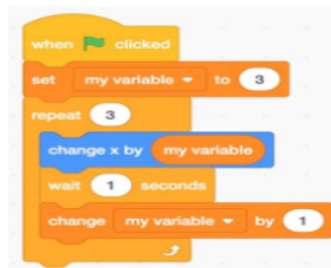 when clicked
set my variable to 3
repeat 3
change x by my variable
wait 1 seconds
change my variable by 1